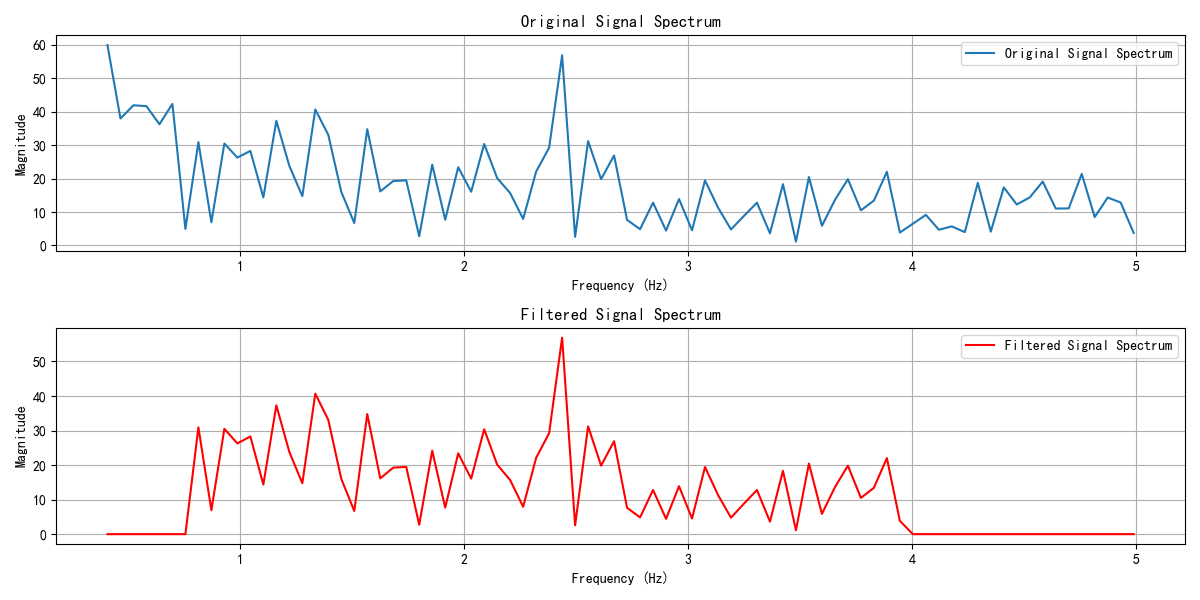 Original Signal Spectrum
60
50
40
30
20
10
0
Magnitude
Original Signal Spectrum
1 2 3 4 5
Frequency (Hz)
Filtered Signal Spectrum
50
40
30
20
10
0
Magnitude
Filtered Signal Spectrum
1 2 3 4 5
Frequency (Hz)